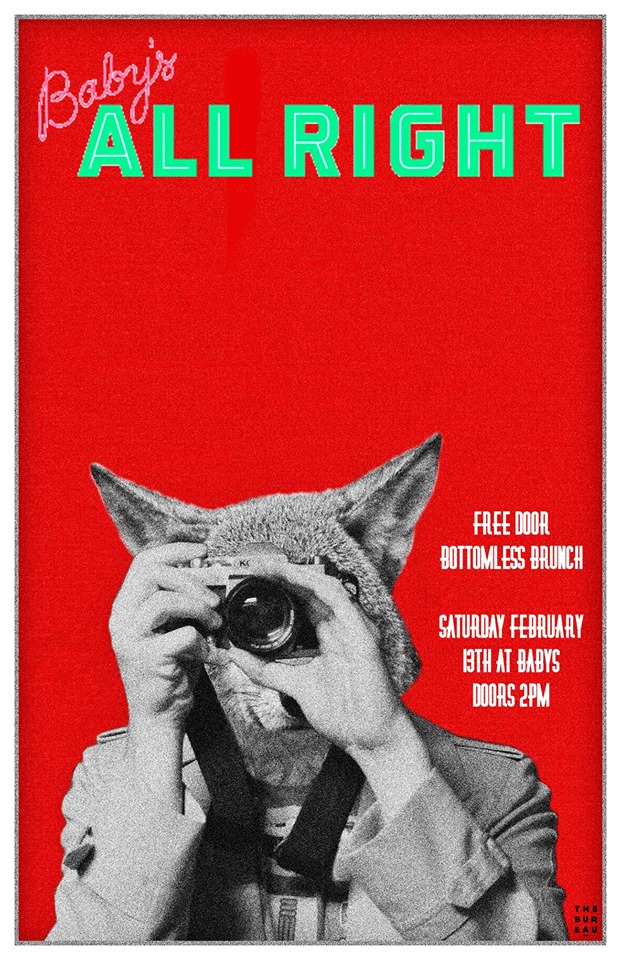 Baby's
ALL RIGHT
FREE DOOR
BOTTOMLESS BRUNCH
SATURDAY FEBRUARY
13TH AT BABYS
DOORS 2PM
THE
BUR
EAU